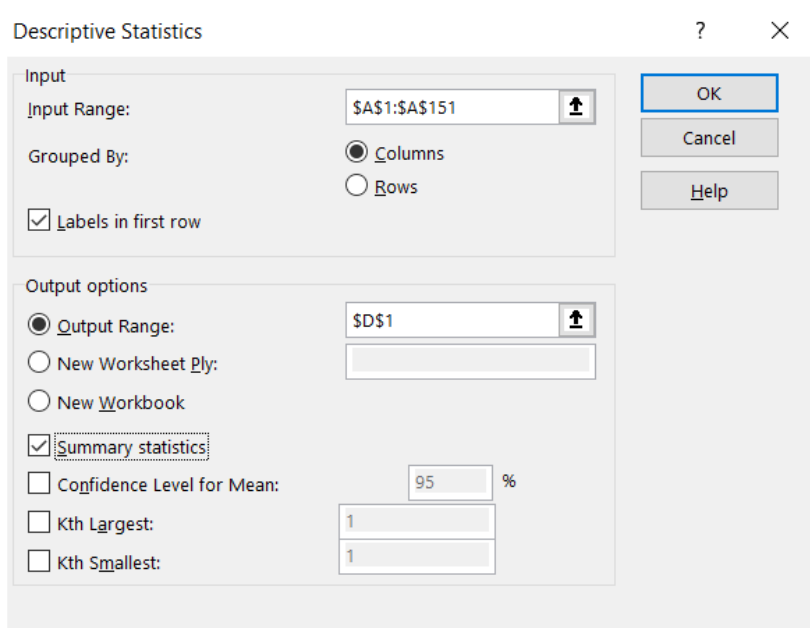 Descriptive Statistics ?
Input
Input Range: $A$1:$A$151
OK
Cancel
Grouped By: Columns
Rows
Help
Labels in first row
Output options
Output Range: $D$1
New Worksheet Ply:
New Workbook
Summary statistics
Confidence Level for Mean: 95 %
Kth Largest: 1
Kth Smallest: 1